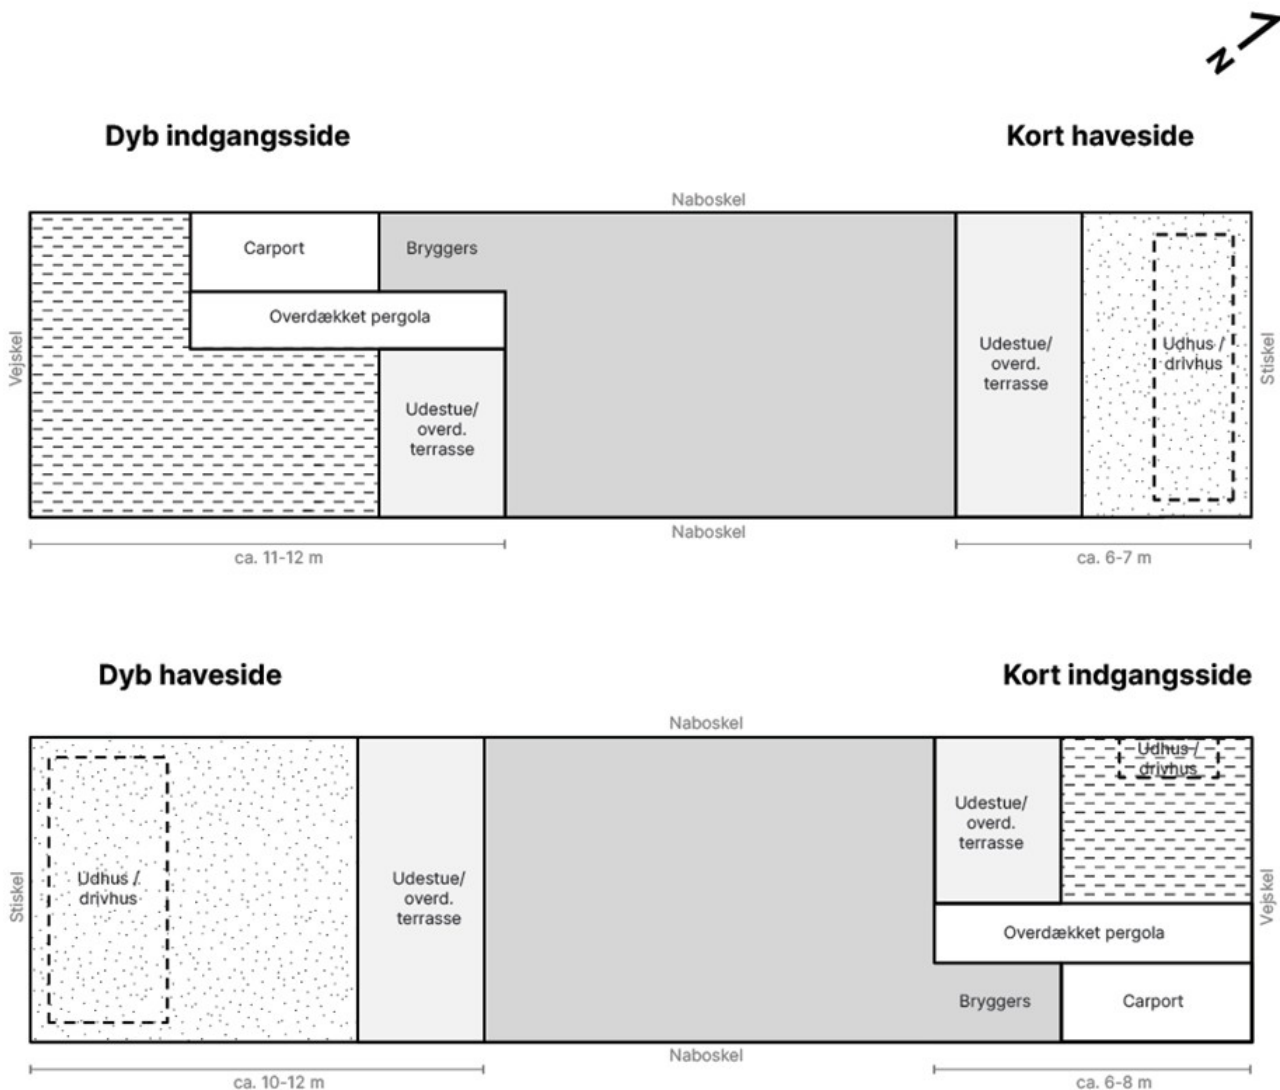 N
Dyb indgangsside
Kort haveside
Naboskel
Carport
Bryggers
Overdækket pergola
Vejskel
Udestue/
overd.
terrasse
Udestue/
overd.
terrasse
Udhus /
drivhus
Stiskel
Naboskel
ca. 11-12 m
ca. 6-7 m
Dyb haveside
Kort indgangsside
Naboskel
Udhus /
drivhus
Udestue/
overd.
terrasse
Stiskel
Udhus /
drivhus
Udestue/
overd.
terrasse
Vejskel
Overdækket pergola
Bryggers
Carport
Naboskel
ca. 10-12 m
ca. 6-8 m